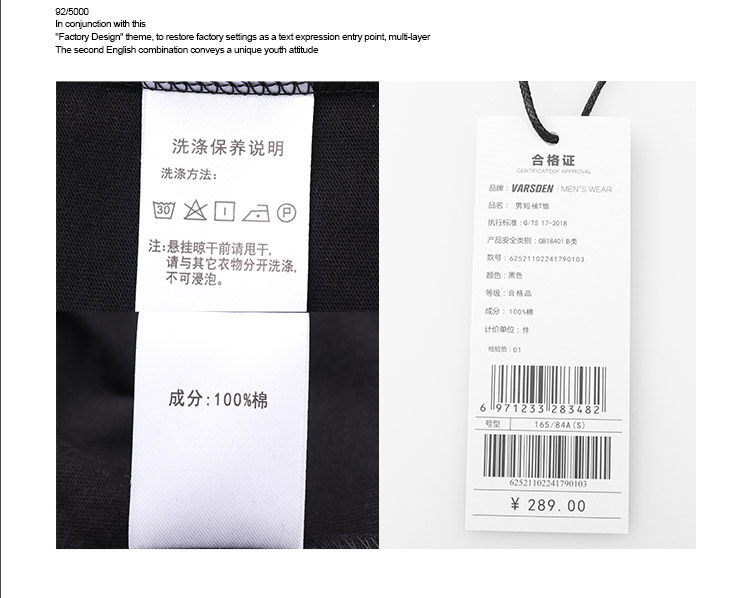 92/5000
In conjunction with this
"Factory Design" theme, to restore factory settings as a text expression entry point, multi-layer
The second English combination conveys a unique youth attitude
洗涤保养说明
洗涤方法：
30
P
注：悬挂晾干前请甩干，
请与其它衣物分开洗涤，
不可浸泡。
成分:100%棉
合格证
CERTIFICATE OF APPROVAL
品牌：VARSDEN | MEN'S WEAR
品名：男短袖T恤
执行标准：Q/TS 17-2018
产品安全类别：GB18401 B类
款号：62521102241790103
颜色：黑色
等级：合格品
成分：100%棉
计价单位：件
检验员：01
6 971233 283482
号型 165/84A(S)
62521102241790103
¥ 289.00